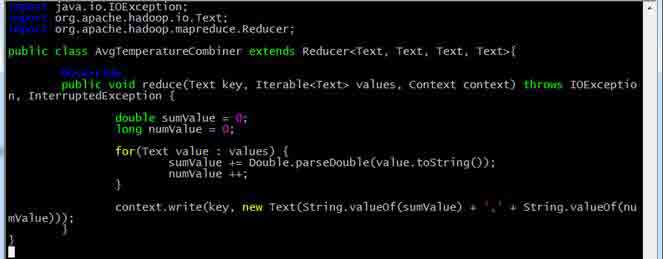 import java.io.IOException;
import org.apache.hadoop.io.Text;
import org.apache.hadoop.mapreduce.Reducer;
public class AvgTemperatureCombiner extends Reducer<Text, Text, Text, Text>{
@Override
public void reduce(Text key, Iterable<Text> values, Context context) throws IOExceptio
n, InterruptedException {
double sumValue = 0;
long numValue = 0;
for(Text value : values) {
sumValue += Double.parseDouble(value.toString());
numValue ++;
}
context.write(key, new Text(String.valueOf(sumValue) + ',' + String.valueOf(nu
mValue)));
}
}